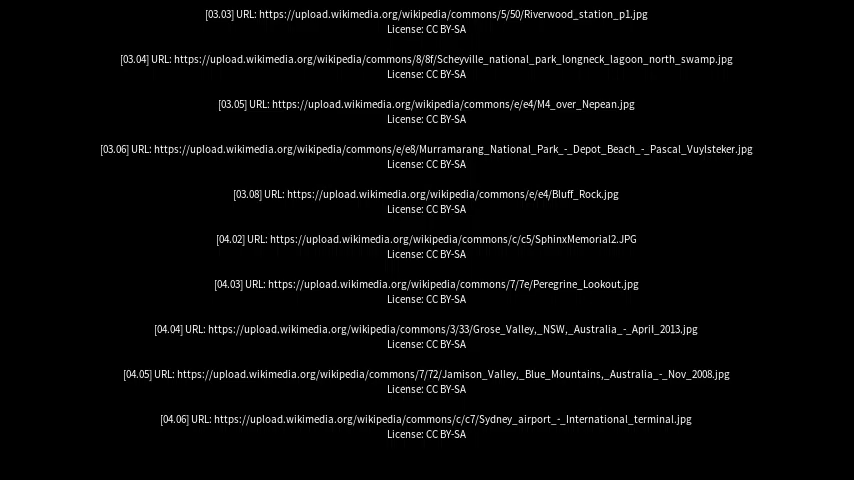 [03.03] URL: https://upload.wikimedia.org/wikipedia/commons/5/50/Riverwood_station_p1.jpg
License: CC BY-SA
[03.04] URL: https://upload.wikimedia.org/wikipedia/commons/8/8f/Scheyville_national_park_longneck_lagoon_north_swamp.jpg
License: CC BY-SA
[03.05] URL: https://upload.wikimedia.org/wikipedia/commons/e/e4/M4_over_Nepean.jpg
License: CC BY-SA
[03.06] URL: https://upload.wikimedia.org/wikipedia/commons/e/e8/Murramarang_National_Park_-_Depot_Beach_-_Pascal_Vuylsteker.jpg
License: CC BY-SA
[03.08] URL: https://upload.wikimedia.org/wikipedia/commons/e/e4/Bluff_Rock.jpg
License: CC BY-SA
[04.02] URL: https://upload.wikimedia.org/wikipedia/commons/c/c5/SphinxMemorial2.JPG
License: CC BY-SA
[04.03] URL: https://upload.wikimedia.org/wikipedia/commons/7/7e/Peregrine_Lookout.jpg
License: CC BY-SA
[04.04] URL: https://upload.wikimedia.org/wikipedia/commons/3/33/Grose_Valley,_NSW,_Australia_-_April_2013.jpg
License: CC BY-SA
[04.05] URL: https://upload.wikimedia.org/wikipedia/commons/7/72/Jamison_Valley,_Blue_Mountains,_Australia_-_Nov_2008.jpg
License: CC BY-SA
[04.06] URL: https://upload.wikimedia.org/wikipedia/commons/c/c7/Sydney_airport_-_International_terminal.jpg
License: CC BY-SA